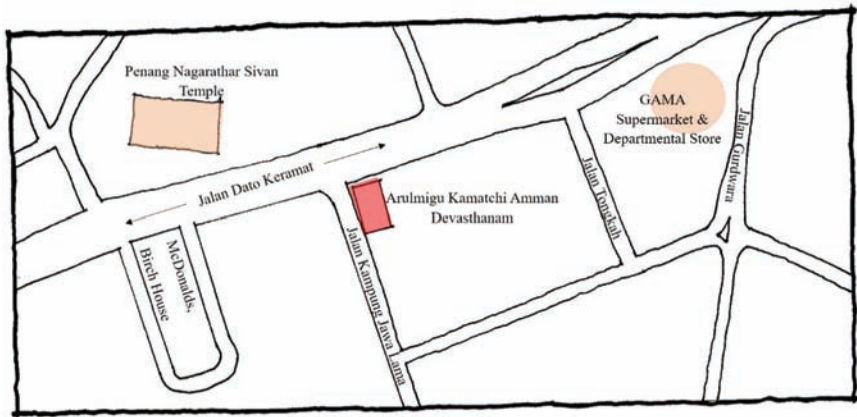 Penang Nagarathar Sivan
Temple
GAMA
Supermarket &
Departmental Store
Jalan Gurdwara
Jalan Dato Keramat
Jalan Tongkah
Arulmigu Kamatchi Amman
Devasthanam
McDonalds,
Birch House
Jalan Kampung Jawa Lama